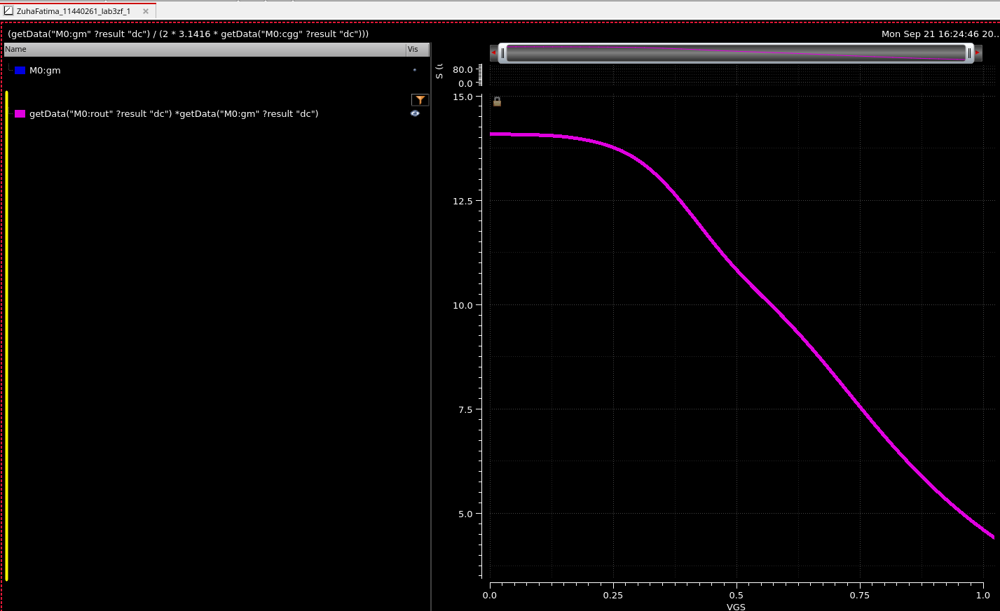 ZuhaFatima_11440261_lab3zf_1
(getData("M0:gm" ?result "dc") / (2 * 3.1416 * getData("M0:cgg" ?result "dc")))
Mon Sep 21 16:24:46 20..
Name
Vis
M0:gm
getData("M0:rout" ?result "dc") *getData("M0:gm" ?result "dc")
80.0
0.0
15.0
12.5
10.0
7.5
5.0
0.0
0.25
0.5
0.75
1.0
VGS